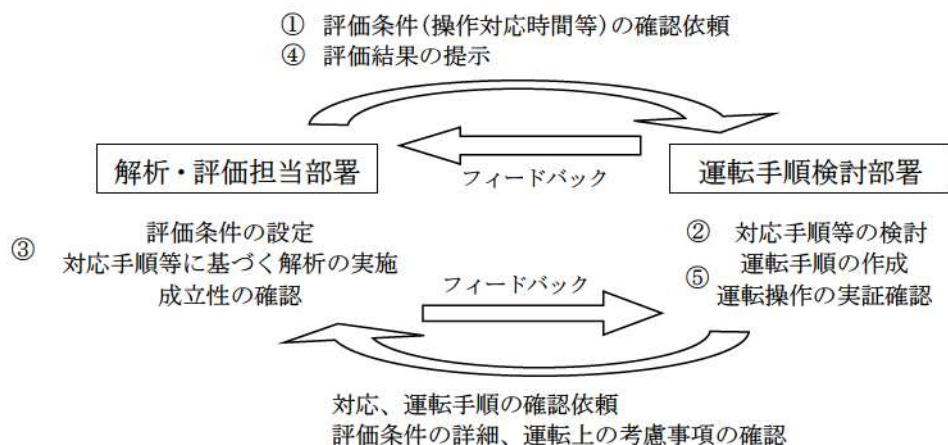 ① 評価条件(操作対応時間等)の確認依頼
④ 評価結果の提示
解析・評価担当部署
フィードバック
運転手順検討部署
③ 評価条件の設定
対応手順等に基づく解析の実施
成立性の確認
② 対応手順等の検討
⑤ 運転手順の作成
運転操作の実証確認
フィードバック
対応、運転手順の確認依頼
評価条件の詳細、運転上の考慮事項の確認